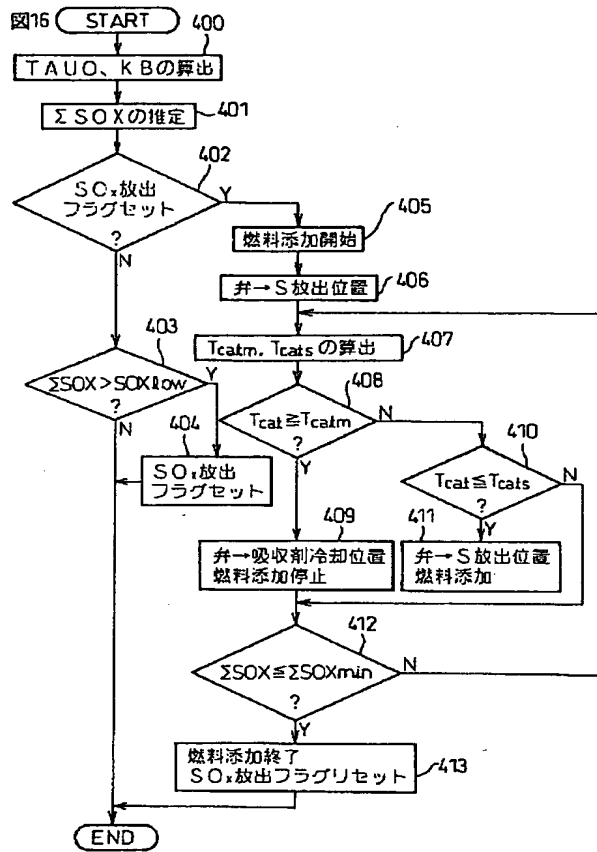 図16
START
400
TAUO、KBの算出
401
ΣSOXの推定
402
SOx放出
フラグセット
?
Y
N
405
燃料添加開始
406
弁→S放出位置
407
Tcatm, Tcatsの算出
403
ΣSOX>SOXlow
?
Y
N
404
SOx放出
フラグセット
408
Tcat≧Tcatm
?
N
Y
410
Tcat≦Tcats
?
N
Y
409
弁→吸収剤冷却位置
燃料添加停止
411
弁→S放出位置
燃料添加
412
ΣSOX≦ΣSOXmin
?
N
Y
413
燃料添加終了
SOx放出フラグリセット
END